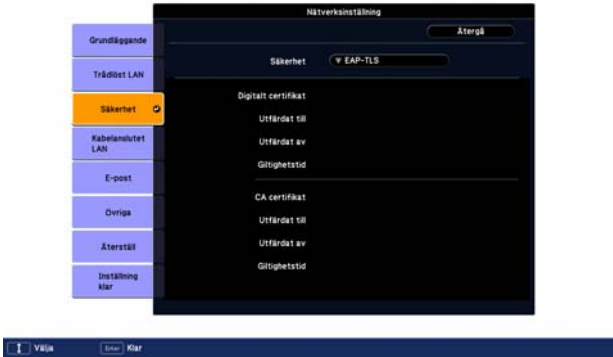 Nätverksinställning
Återgå
Grundläggande
Trådlöst LAN
Säkerhet
Kabelanslutet
LAN
E-post
Övriga
Återställ
Inställning
klar
Säkerhet
EAP-TLS
Digitalt certifikat
Utfärdat till
Utfärdat av
Giltighetstid
CA certifikat
Utfärdat till
Utfärdat av
Giltighetstid
Välja
Enter Klar